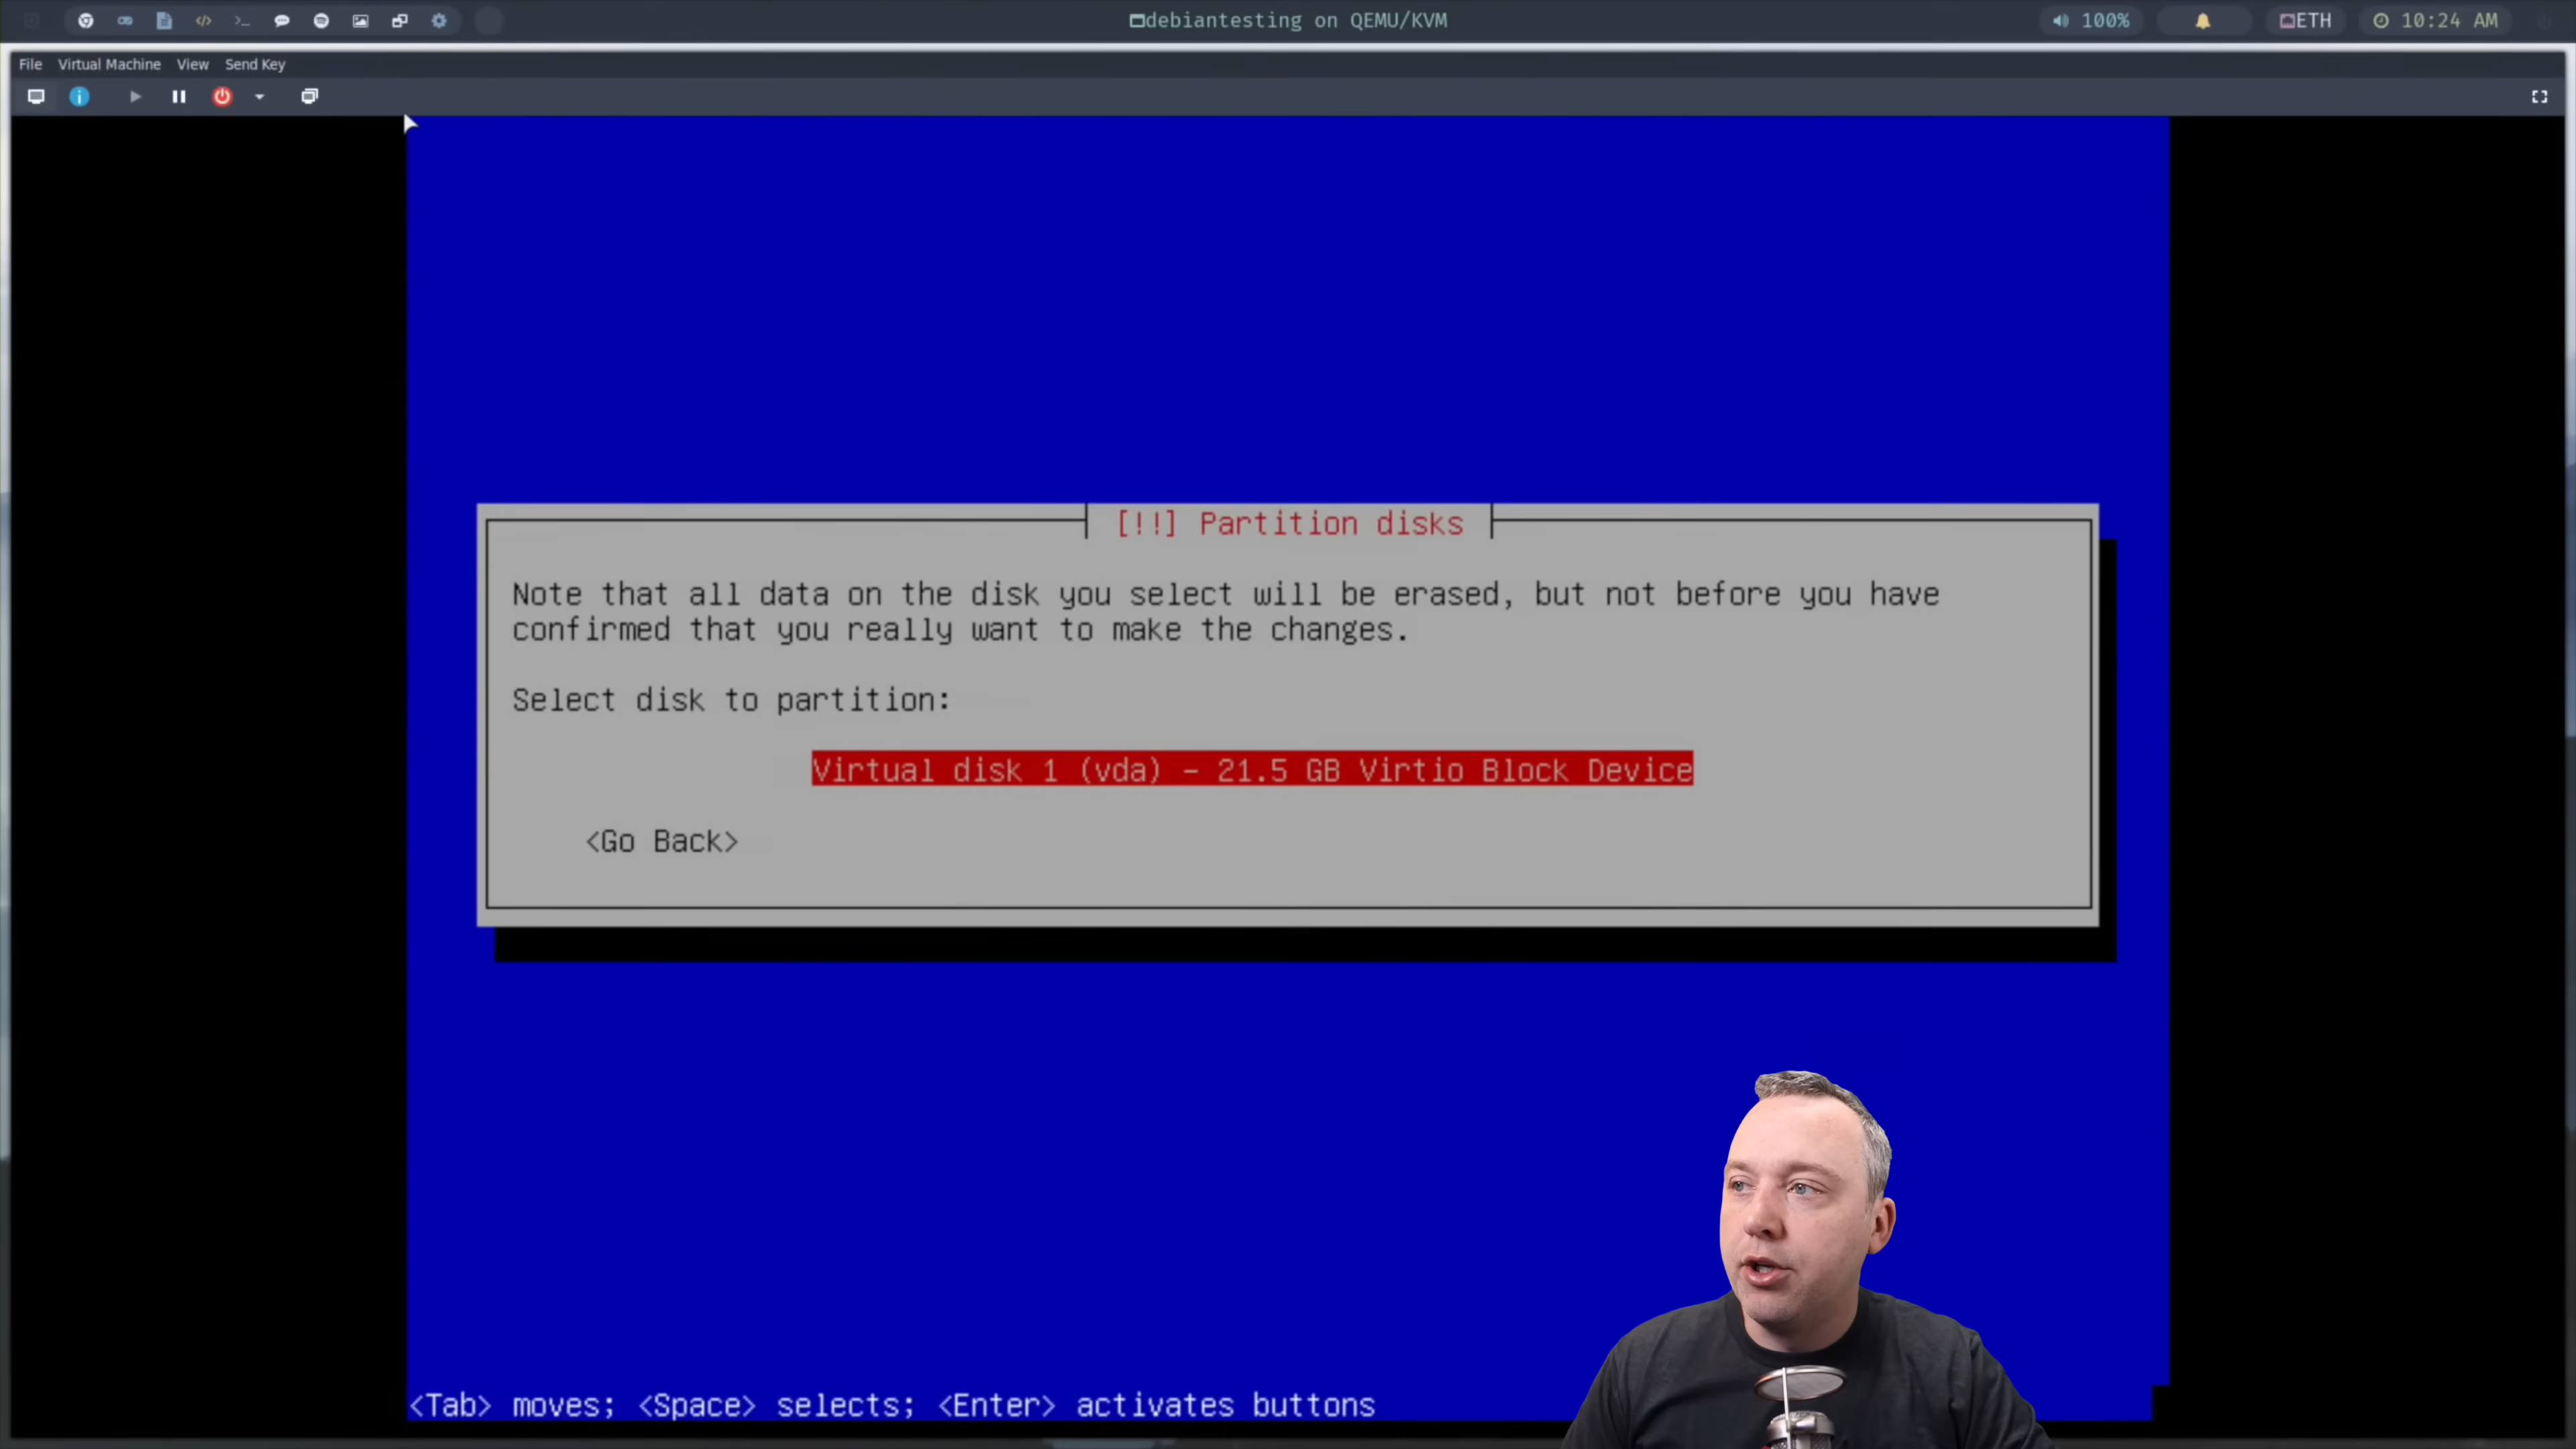 debiantesting on QEMU/KVM
100%
ETH
10:24 AM
File Virtual Machine View Send Key
[!!] Partition disks
Note that all data on the disk you select will be erased, but not before you have
confirmed that you really want to make the changes.
Select disk to partition:
Virtual disk 1 (vda) - 21.5 GB Virtio Block Device
<Go Back>
<Tab> moves; <Space> selects; <Enter> activates buttons